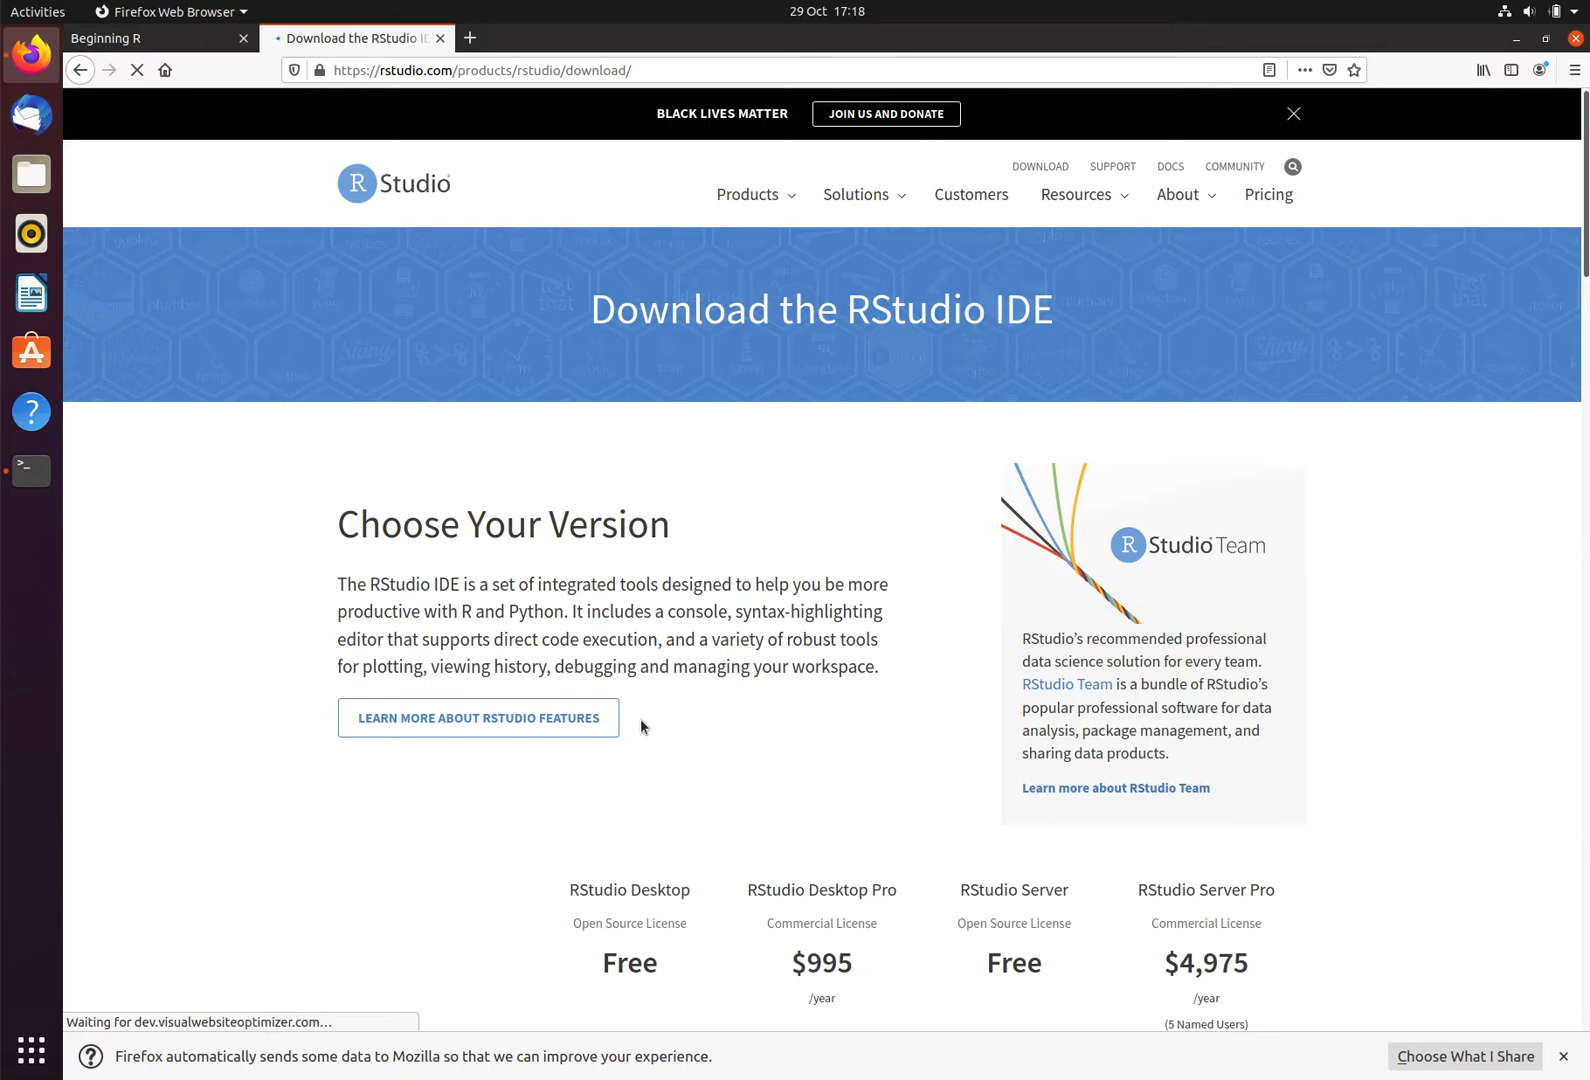 Activities
Firefox Web Browser
29 Oct 17:18
Beginning R
Download the RStudio IDE
https://rstudio.com/products/rstudio/download/
BLACK LIVES MATTER
JOIN US AND DONATE
DOWNLOAD SUPPORT DOCS COMMUNITY
R Studio
Products Solutions Customers Resources About Pricing
Download the RStudio IDE
Choose Your Version
The RStudio IDE is a set of integrated tools designed to help you be more
productive with R and Python. It includes a console, syntax-highlighting
editor that supports direct code execution, and a variety of robust tools
for plotting, viewing history, debugging and managing your workspace.
LEARN MORE ABOUT RSTUDIO FEATURES
R Studio Team
RStudio’s recommended professional
data science solution for every team.
RStudio Team is a bundle of RStudio’s
popular professional software for data
analysis, package management, and
sharing data products.
Learn more about RStudio Team
RStudio Desktop RStudio Desktop Pro RStudio Server RStudio Server Pro
Open Source License Commercial License Open Source License Commercial License
Free $995 Free $4,975
/year /year
(5 Named Users)
Waiting for dev.visualwebsiteoptimizer.com…
Firefox automatically sends some data to Mozilla so that we can improve your experience.
Choose What I Share